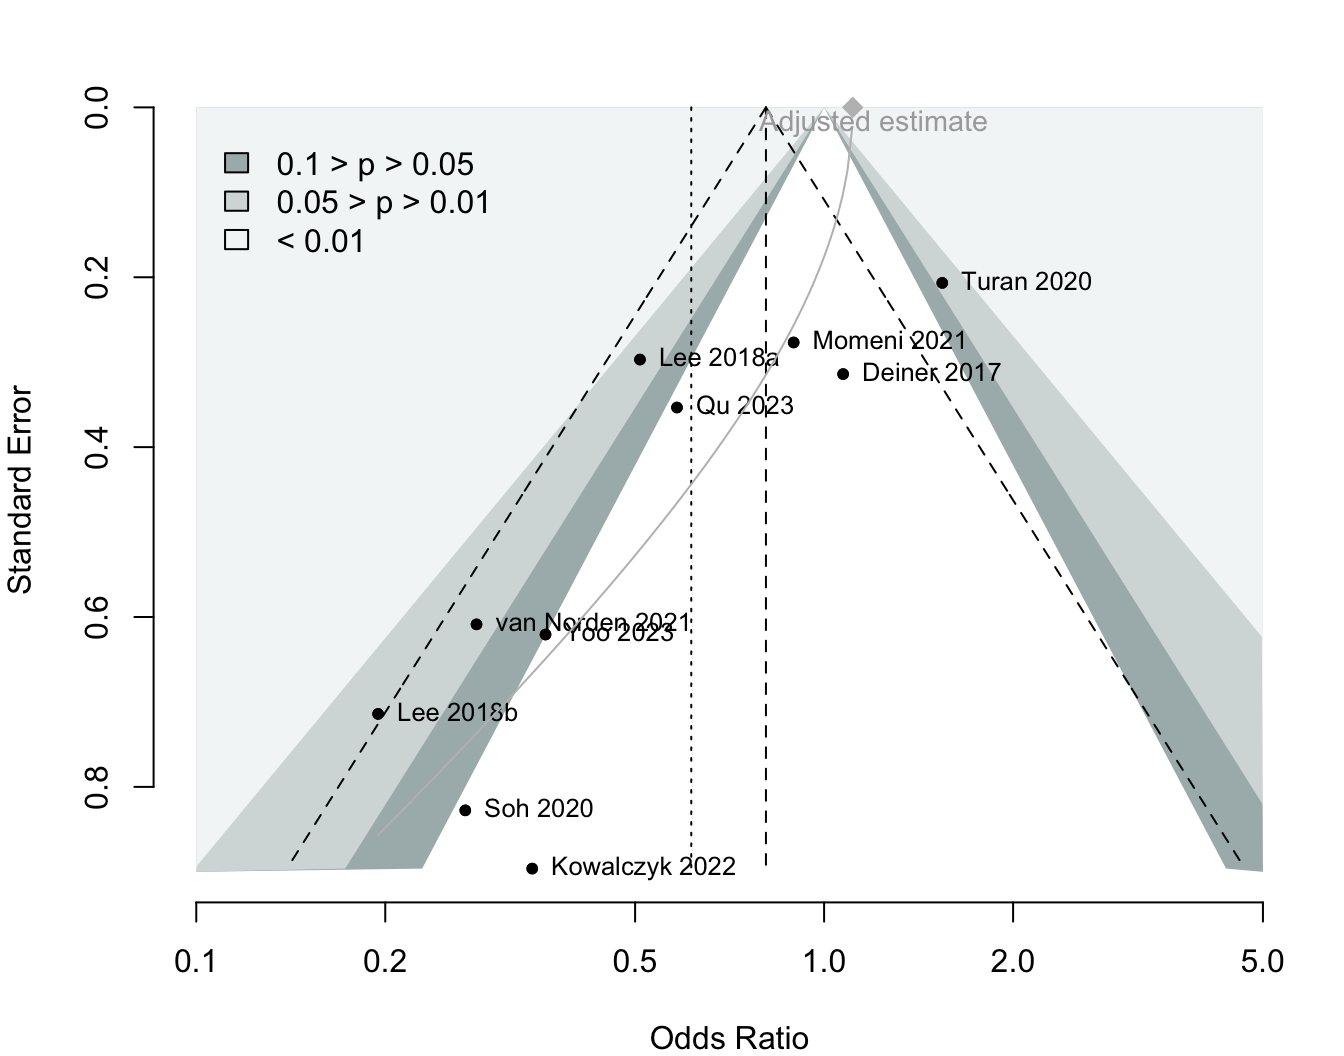 0.0
Adjusted estimate
0.1 > p > 0.05
0.05 > p > 0.01
< 0.01
0.2
Turan 2020
Momeni 2021
Lee 2018a
Deiner 2017
Qu 2023
0.4
Standard Error
0.6
van Norden 2021
Yoo 2023
Lee 2018b
0.8
Soh 2020
Kowalczyk 2022
0.1 0.2 0.5 1.0 2.0 5.0
Odds Ratio